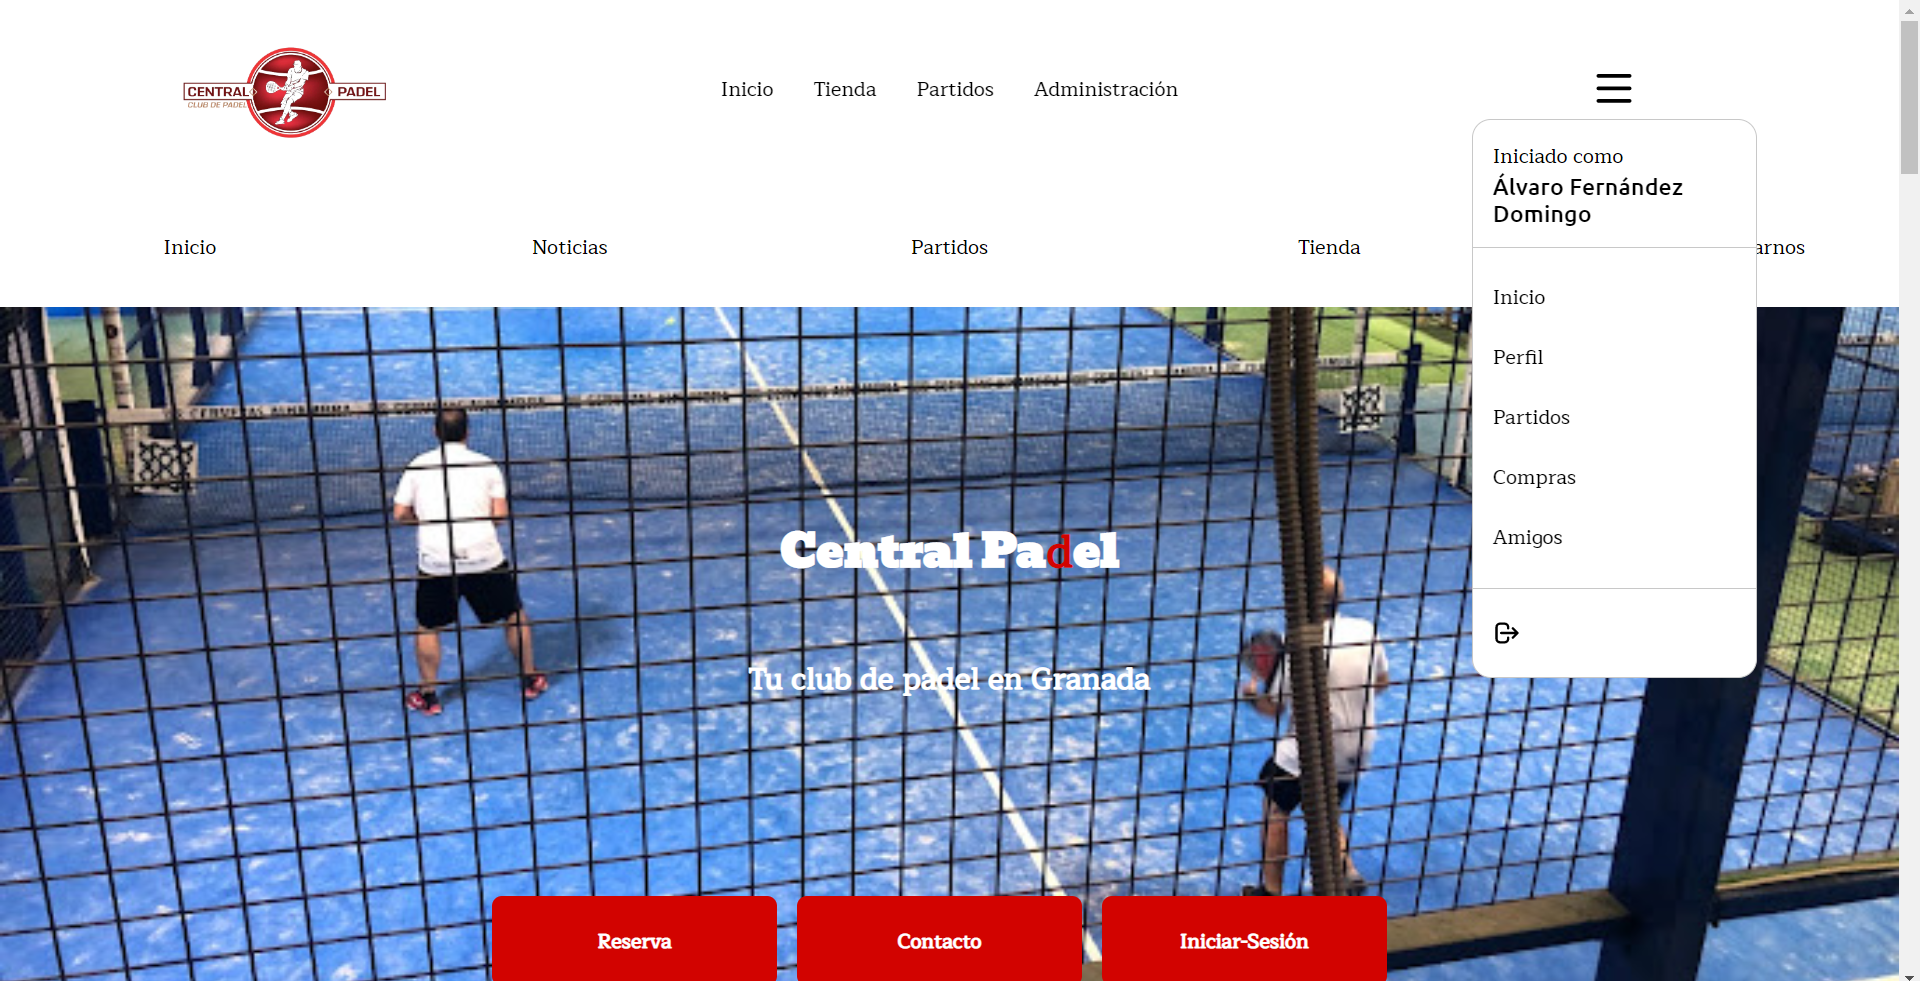 CENTRAL PADEL
CLUB DE PADEL
Inicio Tienda Partidos Administración
Iniciado como
Álvaro Fernández
Domingo
Inicio Noticias Partidos Tienda arnos
Inicio
Perfil
Partidos
Compras
Amigos
Central Padel
Tu club de padel en Granada
Reserva Contacto Iniciar-Sesión